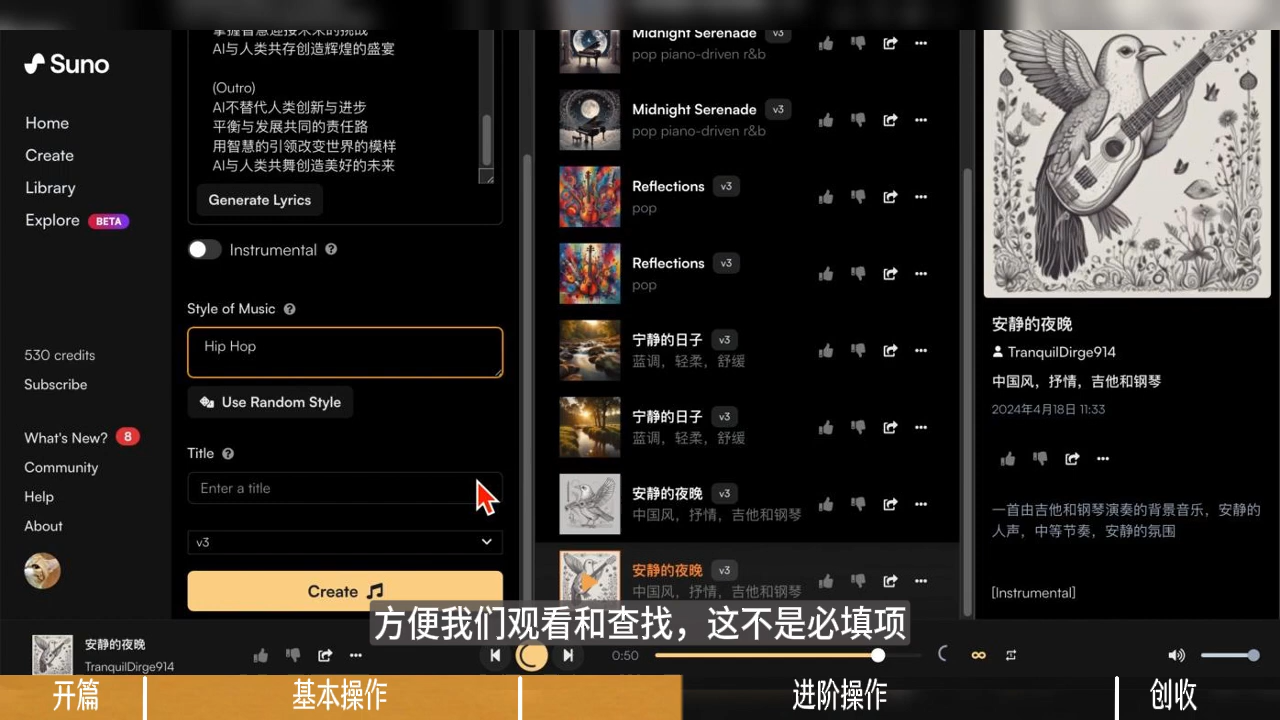 Suno
Home
Create
Library
Explore BETA
530 credits
Subscribe
What's New? 8
Community
Help
About
掌握智慧迎接未来的挑战
AI与人类共存创造辉煌的盛宴
(Outro)
AI不替代人类创新与进步
平衡与发展共同的责任路
用智慧的引领改变世界的模样
AI与人类共舞创造美好的未来
Generate Lyrics
Instrumental ?
Style of Music ?
Hip Hop
Use Random Style
Title ?
Enter a title
v3
Create
Midnight Serenade v3
pop piano-driven r&b
Midnight Serenade v3
pop piano-driven r&b
Reflections v3
pop
Reflections v3
pop
宁静的日子 v3
蓝调，轻柔，舒缓
宁静的日子 v3
蓝调，轻柔，舒缓
安静的夜晚 v3
中国风，抒情，吉他和钢琴
安静的夜晚 v3
中国风，抒情，吉他和钢琴
安静的夜晚
TranquilDirge914
中国风，抒情，吉他和钢琴
2024年4月18日 11:33
一首由吉他和钢琴演奏的背景音乐，安静的
人声，中等节奏，安静的氛围
[Instrumental]
方便我们观看和查找，这不是必填项
安静的夜晚
TranquilDirge914
0:50
开篇
基本操作
进阶操作
创收